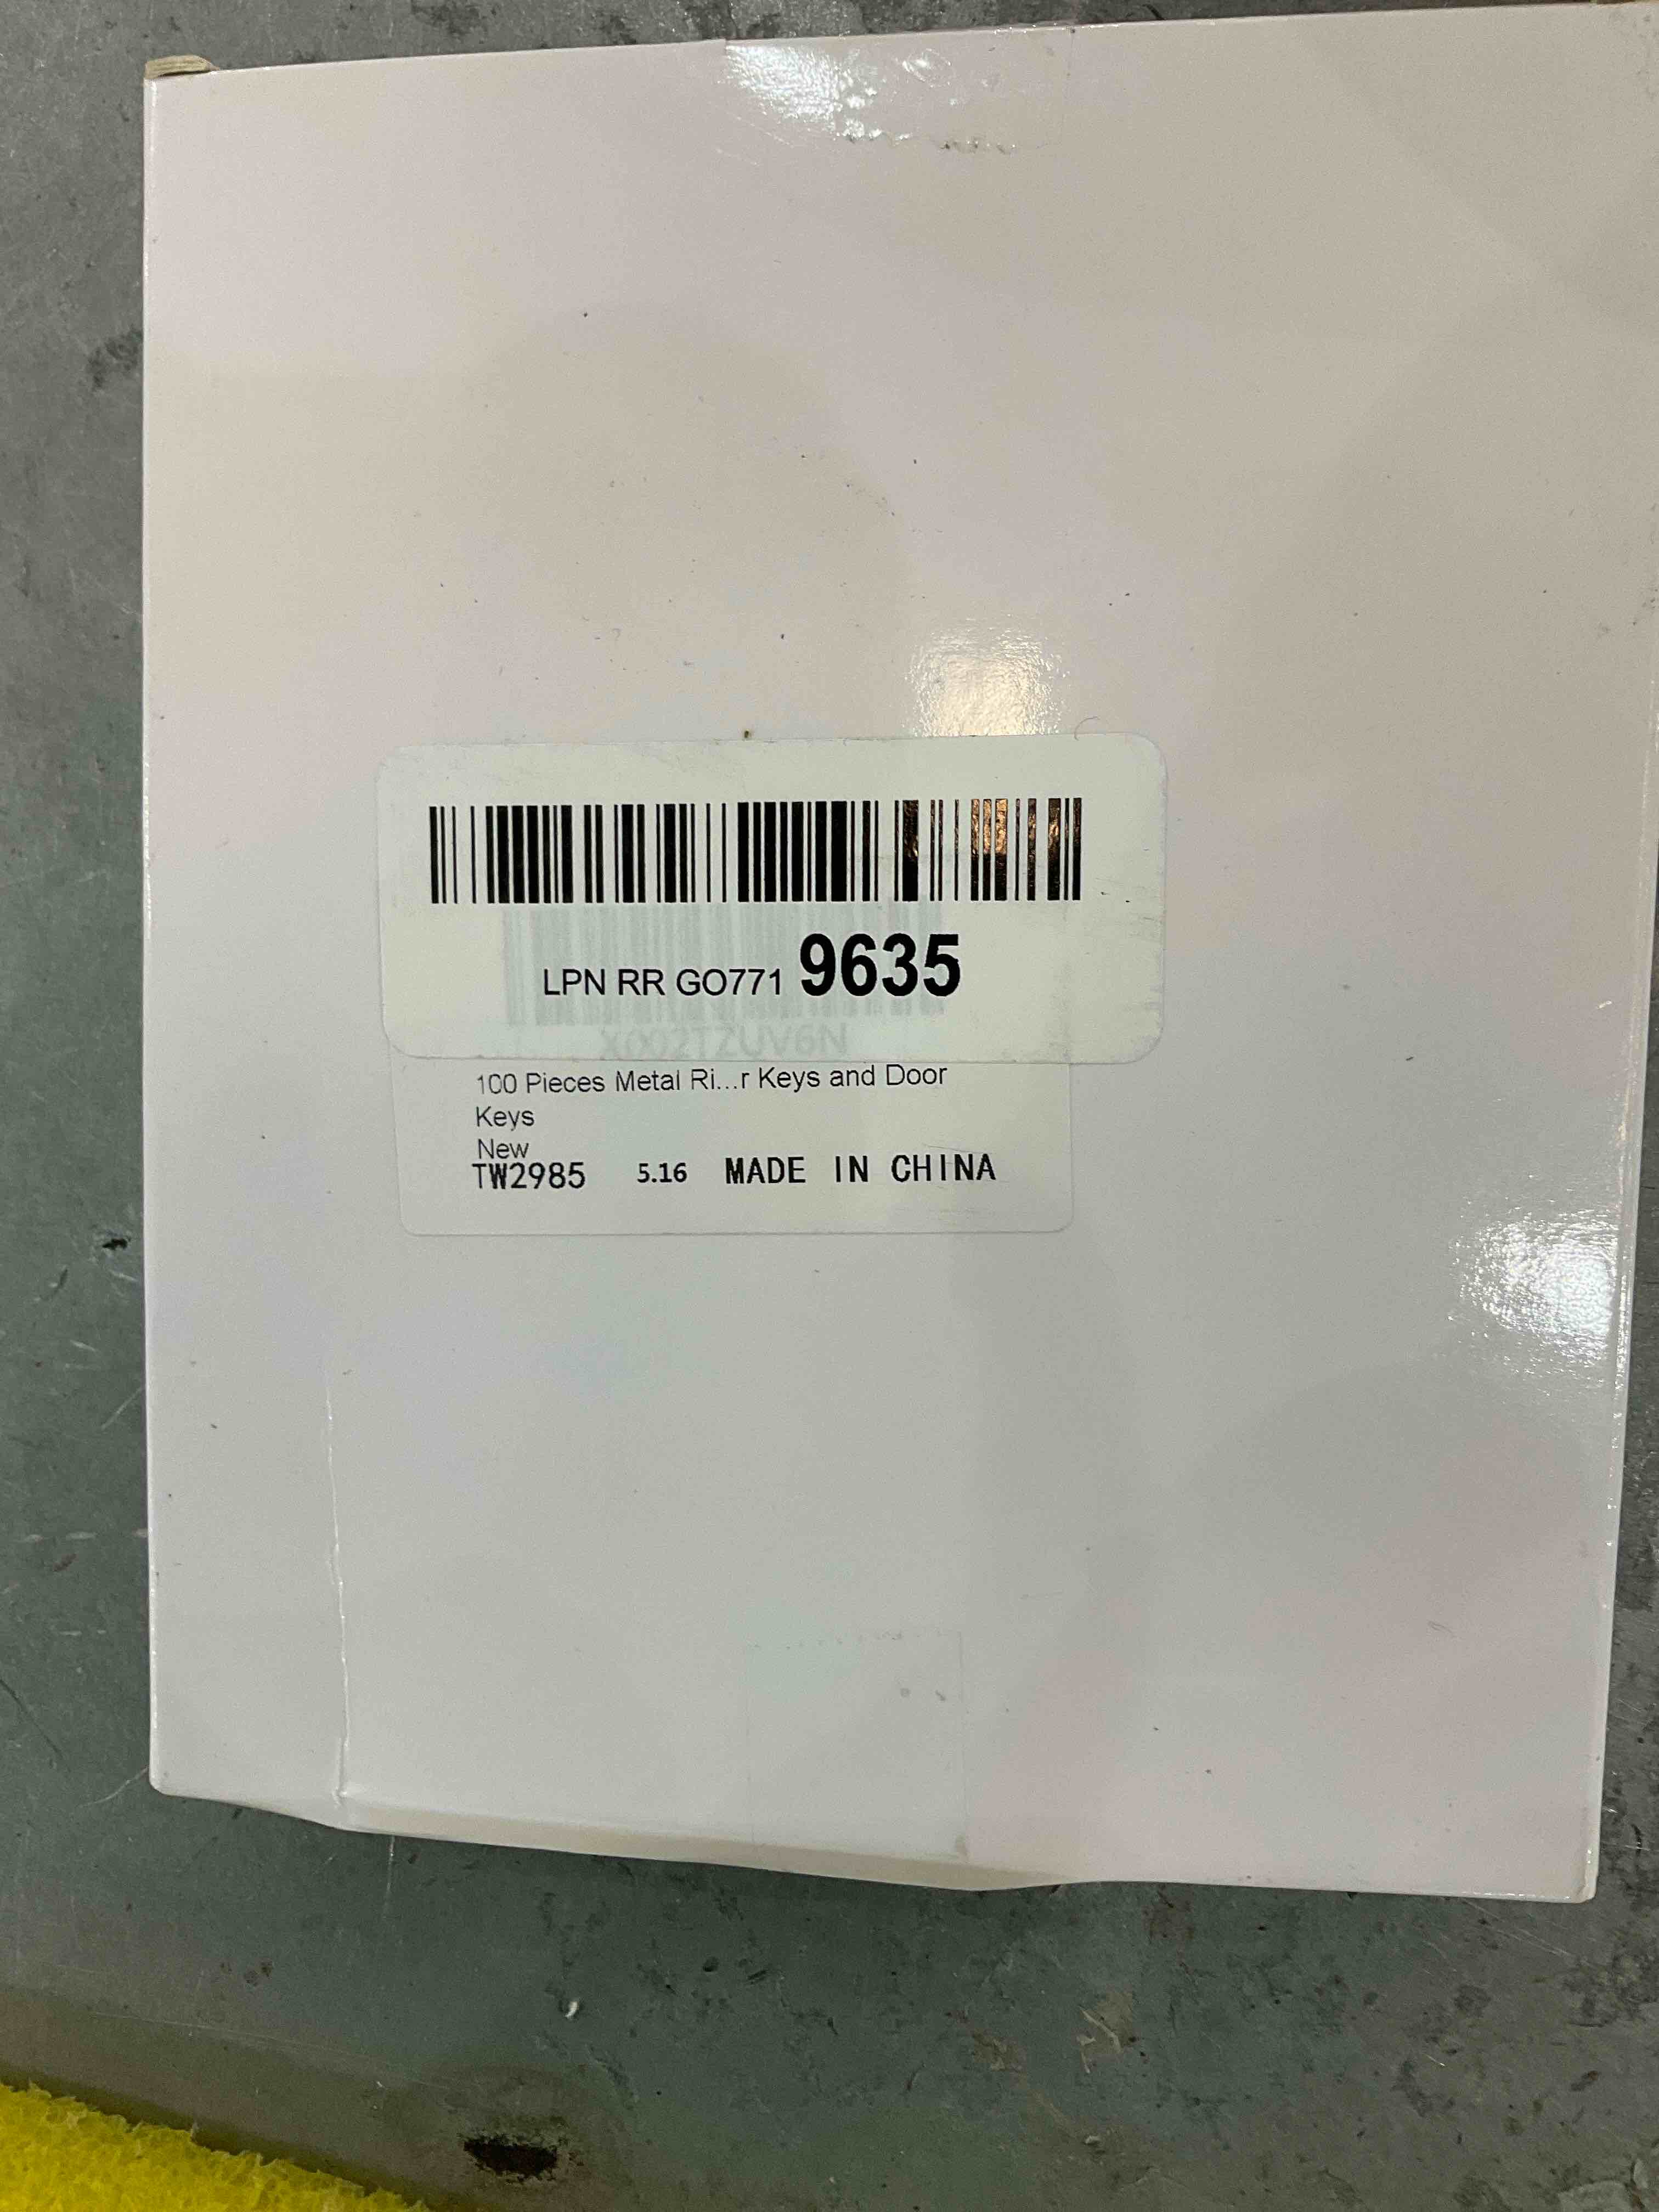 LPN RR GO771 9635
X002TZUV6N
100 Pieces Metal Ri...r Keys and Door
Keys
New
TW2985 5.16 MADE IN CHINA